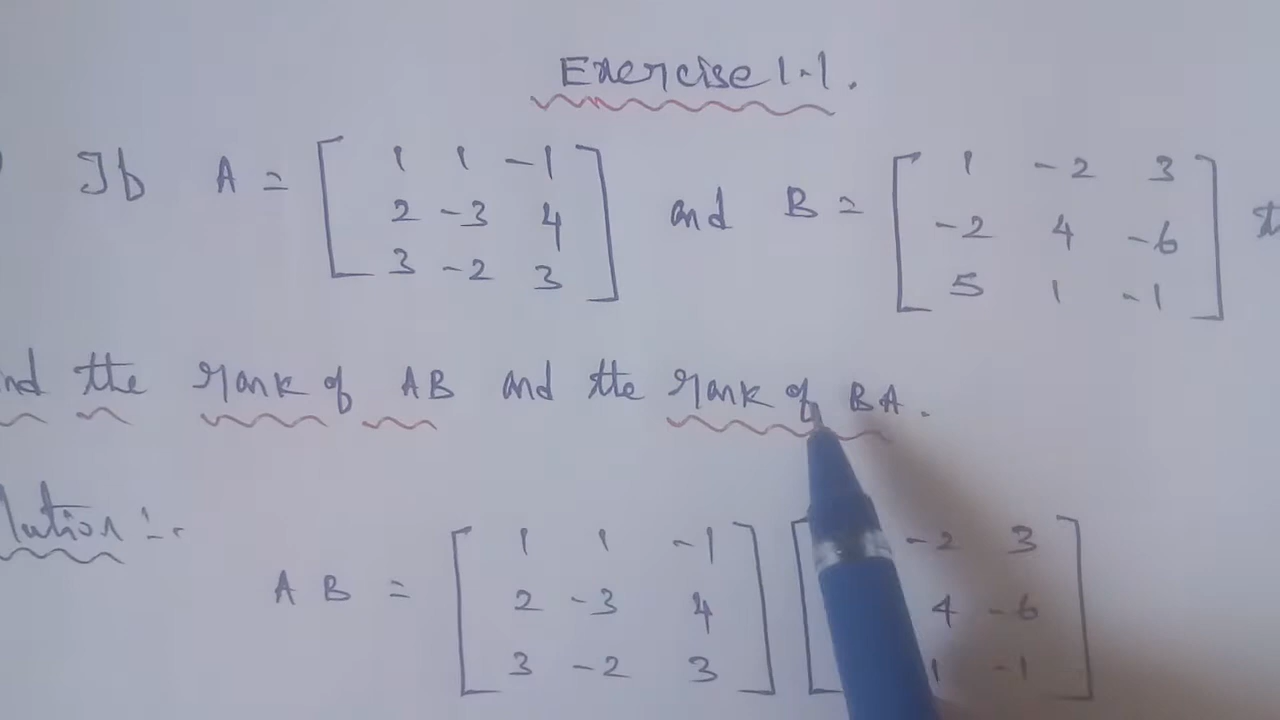 Exercise 1.1.
If A = [ 1 1 -1 and B = [ 1 -2 3
2 -3 4 -2 4 -6
3 -2 3 ] 5 1 -1 ]
nd the rank of AB and the rank of BA.
lution :-
AB = [ 1 1 -1 ] [ -2 3
2 -3 4 4 -6
3 -2 3 1 -1 ]